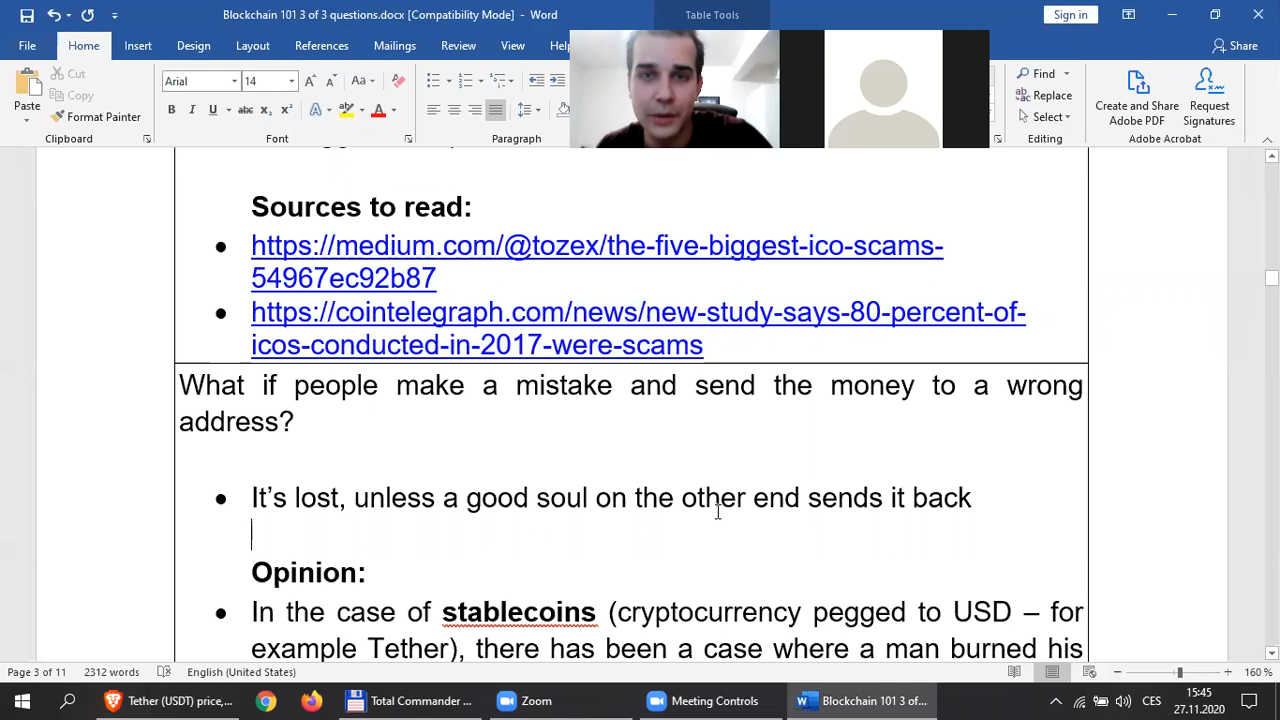 Blockchain 101 3 of 3 questions.docx [Compatibility Mode] - Word
Table Tools
Sign in
File Home Insert Design Layout References Mailings Review View Help
Share
Paste
Cut
Copy
Format Painter
Arial 14
Find
Replace
Select
Create and Share Adobe PDF
Request Signatures
Clipboard Font Paragraph Editing Adobe Acrobat
Sources to read:
• https://medium.com/@tozex/the-five-biggest-ico-scams-
54967ec92b87
• https://cointelegraph.com/news/new-study-says-80-percent-of-
icos-conducted-in-2017-were-scams
What if people make a mistake and send the money to a wrong
address?
• It’s lost, unless a good soul on the other end sends it back
Opinion:
• In the case of stablecoins (cryptocurrency pegged to USD – for
example Tether), there has been a case where a man burned his
Page 3 of 11 2312 words English (United States) 160 %
Tether (USDT) price,... Total Commander ... Zoom Meeting Controls Blockchain 101 3 of... CES 15:45
27.11.2020